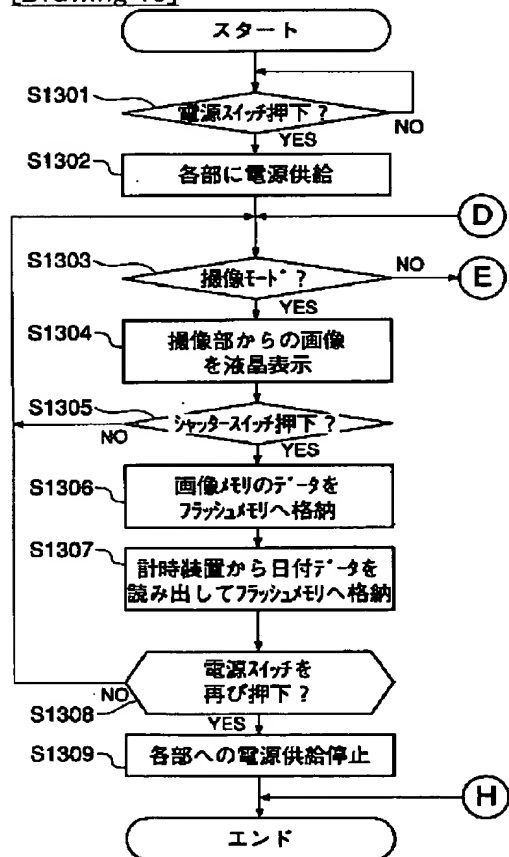 スタート
S1301
電源スイッチ押下？
NO
YES
S1302
各部に電源供給
D
S1303
撮像モード？
NO
E
YES
S1304
撮像部からの画像
を液晶表示
S1305
シャッタースイッチ押下？
NO
YES
S1306
画像メモリのデータを
フラッシュメモリへ格納
S1307
計時装置から日付データを
読み出してフラッシュメモリへ格納
電源スイッチを
再び押下？
NO
S1308
YES
S1309
各部への電源供給停止
H
エンド